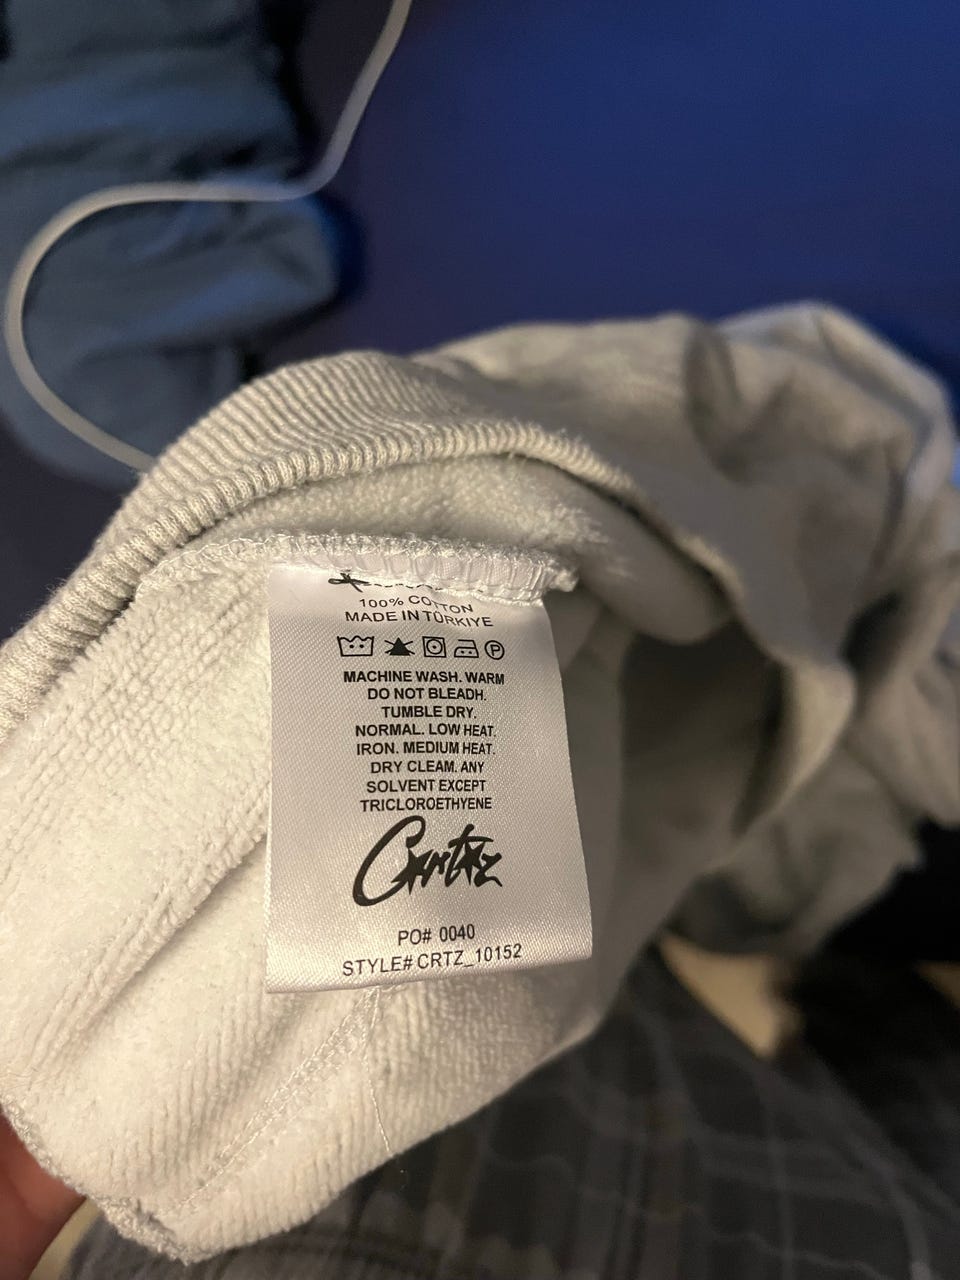 100% COTTON
MADE IN TÜRKIYE
P
MACHINE WASH. WARM
DO NOT BLEADH.
TUMBLE DRY.
NORMAL. LOW HEAT.
IRON. MEDIUM HEAT.
DRY CLEAM. ANY
SOLVENT EXCEPT
TRICLOROETHYENE
Crtz
PO# 0040
STYLE# CRTZ_10152